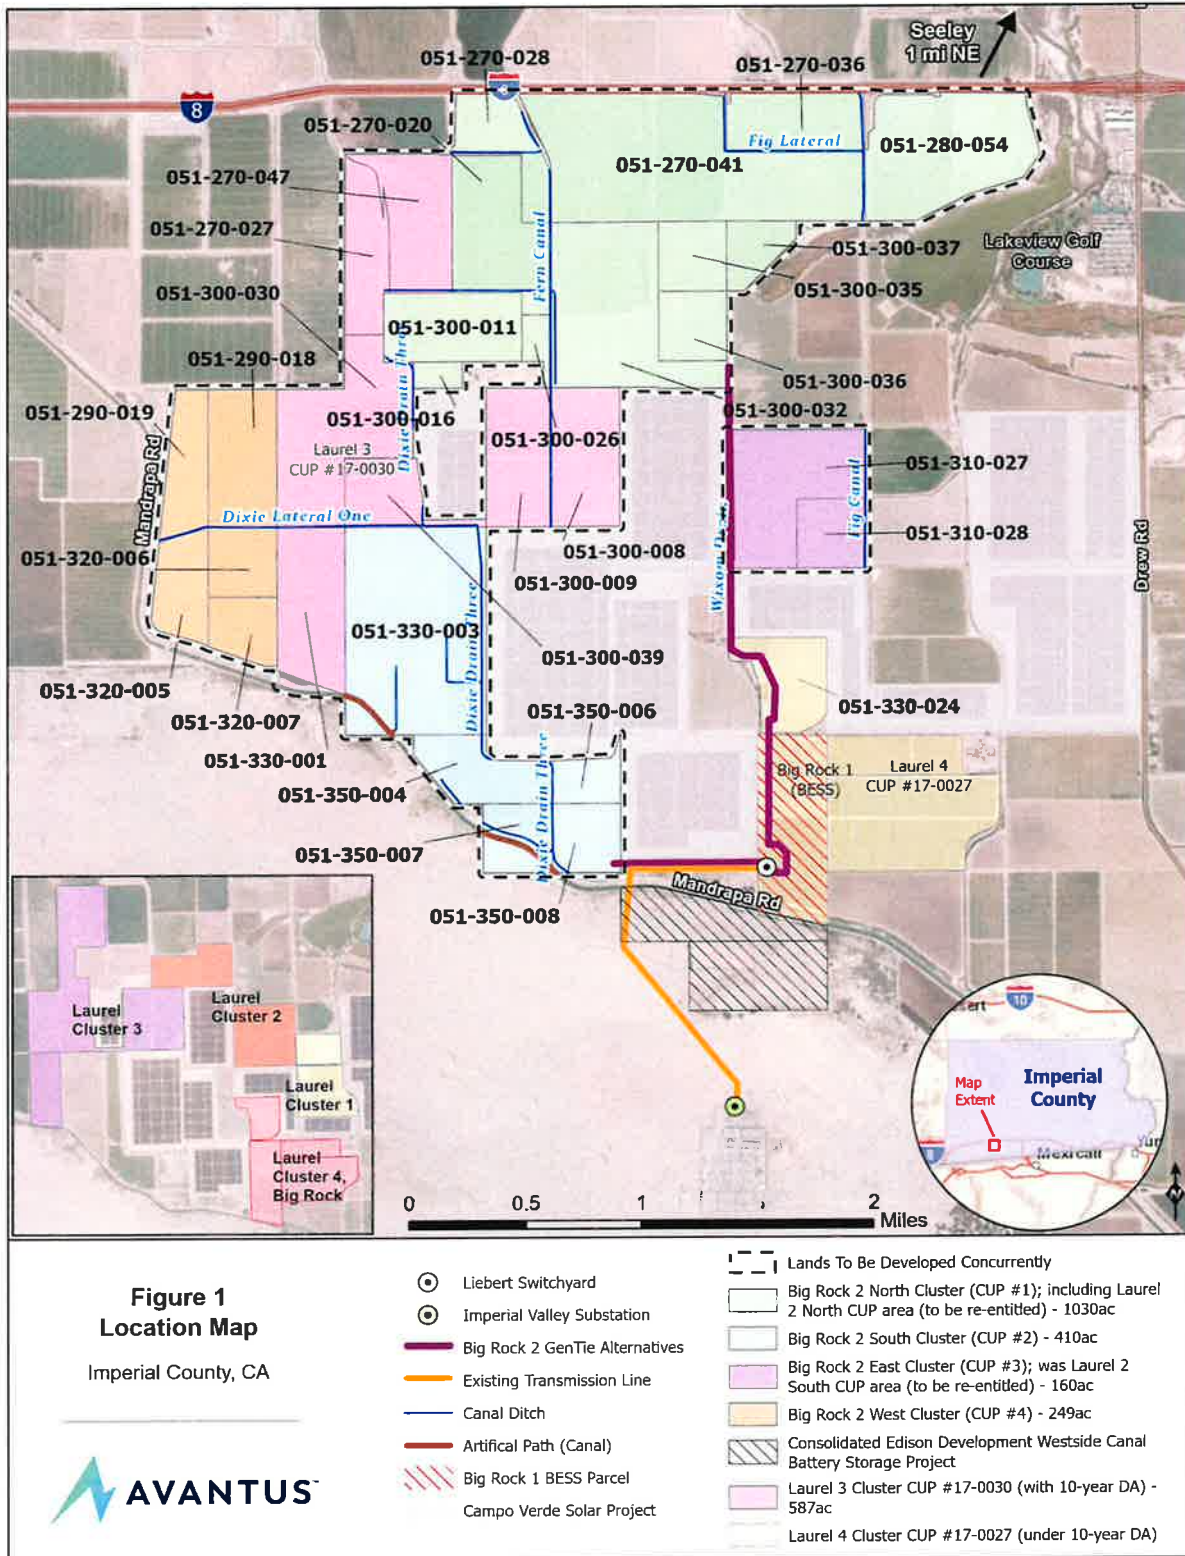 Seeley
1 mi NE
051-270-028
051-270-036
8
8
051-270-020
Fig Lateral
051-280-054
051-270-041
051-270-047
051-270-027
Fern Canal
051-300-037
Lakeview Golf
Course
051-300-030
051-300-035
051-300-011
051-290-018
Dixie Drain Three
051-300-036
051-290-019
051-300-016
051-300-032
051-300-026
Laurel 3
CUP #17-0030
051-310-027
Mandrapa Rd
Dixie Lateral One
Fig Canal
051-310-028
051-320-006
051-300-008
051-300-009
Drew Rd
051-330-003
Dixie Drain Three
051-300-039
051-320-005
051-320-007
051-350-006
051-330-024
051-330-001
051-350-004
Dixie Drain Three
Big Rock 1
(BESS)
Laurel 4
CUP #17-0027
051-350-007
Mandrapa Rd
051-350-008
Laurel
Cluster 3
Laurel
Cluster 2
Laurel
Cluster 1
Laurel
Cluster 4,
Big Rock
10
Imperial
County
Map
Extent
8
Mexicali
N
0
0.5
1
2
Miles
Figure 1
Location Map
Imperial County, CA
AVANTUS
Liebert Switchyard
Imperial Valley Substation
Big Rock 2 GenTie Alternatives
Existing Transmission Line
Canal Ditch
Artifical Path (Canal)
Big Rock 1 BESS Parcel
Campo Verde Solar Project
Lands To Be Developed Concurrently
Big Rock 2 North Cluster (CUP #1); including Laurel
2 North CUP area (to be re-entitled) - 1030ac
Big Rock 2 South Cluster (CUP #2) - 410ac
Big Rock 2 East Cluster (CUP #3); was Laurel 2
South CUP area (to be re-entitled) - 160ac
Big Rock 2 West Cluster (CUP #4) - 249ac
Consolidated Edison Development Westside Canal
Battery Storage Project
Laurel 3 Cluster CUP #17-0030 (with 10-year DA) -
587ac
Laurel 4 Cluster CUP #17-0027 (under 10-year DA)